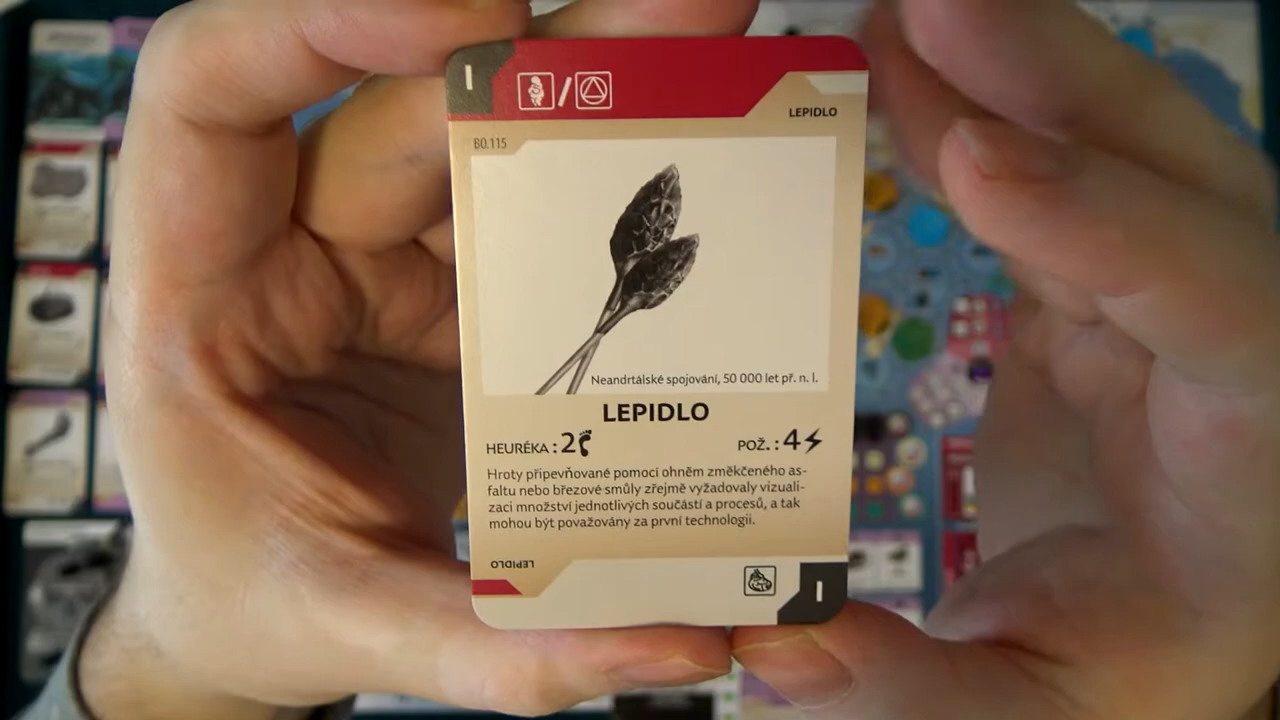 I
/
LEPIDLO
B0.115
Neandrtálské spojování, 50 000 let př. n. l.
LEPIDLO
HEURÉKA : 2
POŽ. : 4
Hroty připevňované pomocí ohněm změkčeného as-
faltu nebo březové smůly zřejmě vyžadovaly vizuali-
zaci množství jednotlivých součástí a procesů, a tak
mohou být považovány za první technologii.
LEPIDLO
I